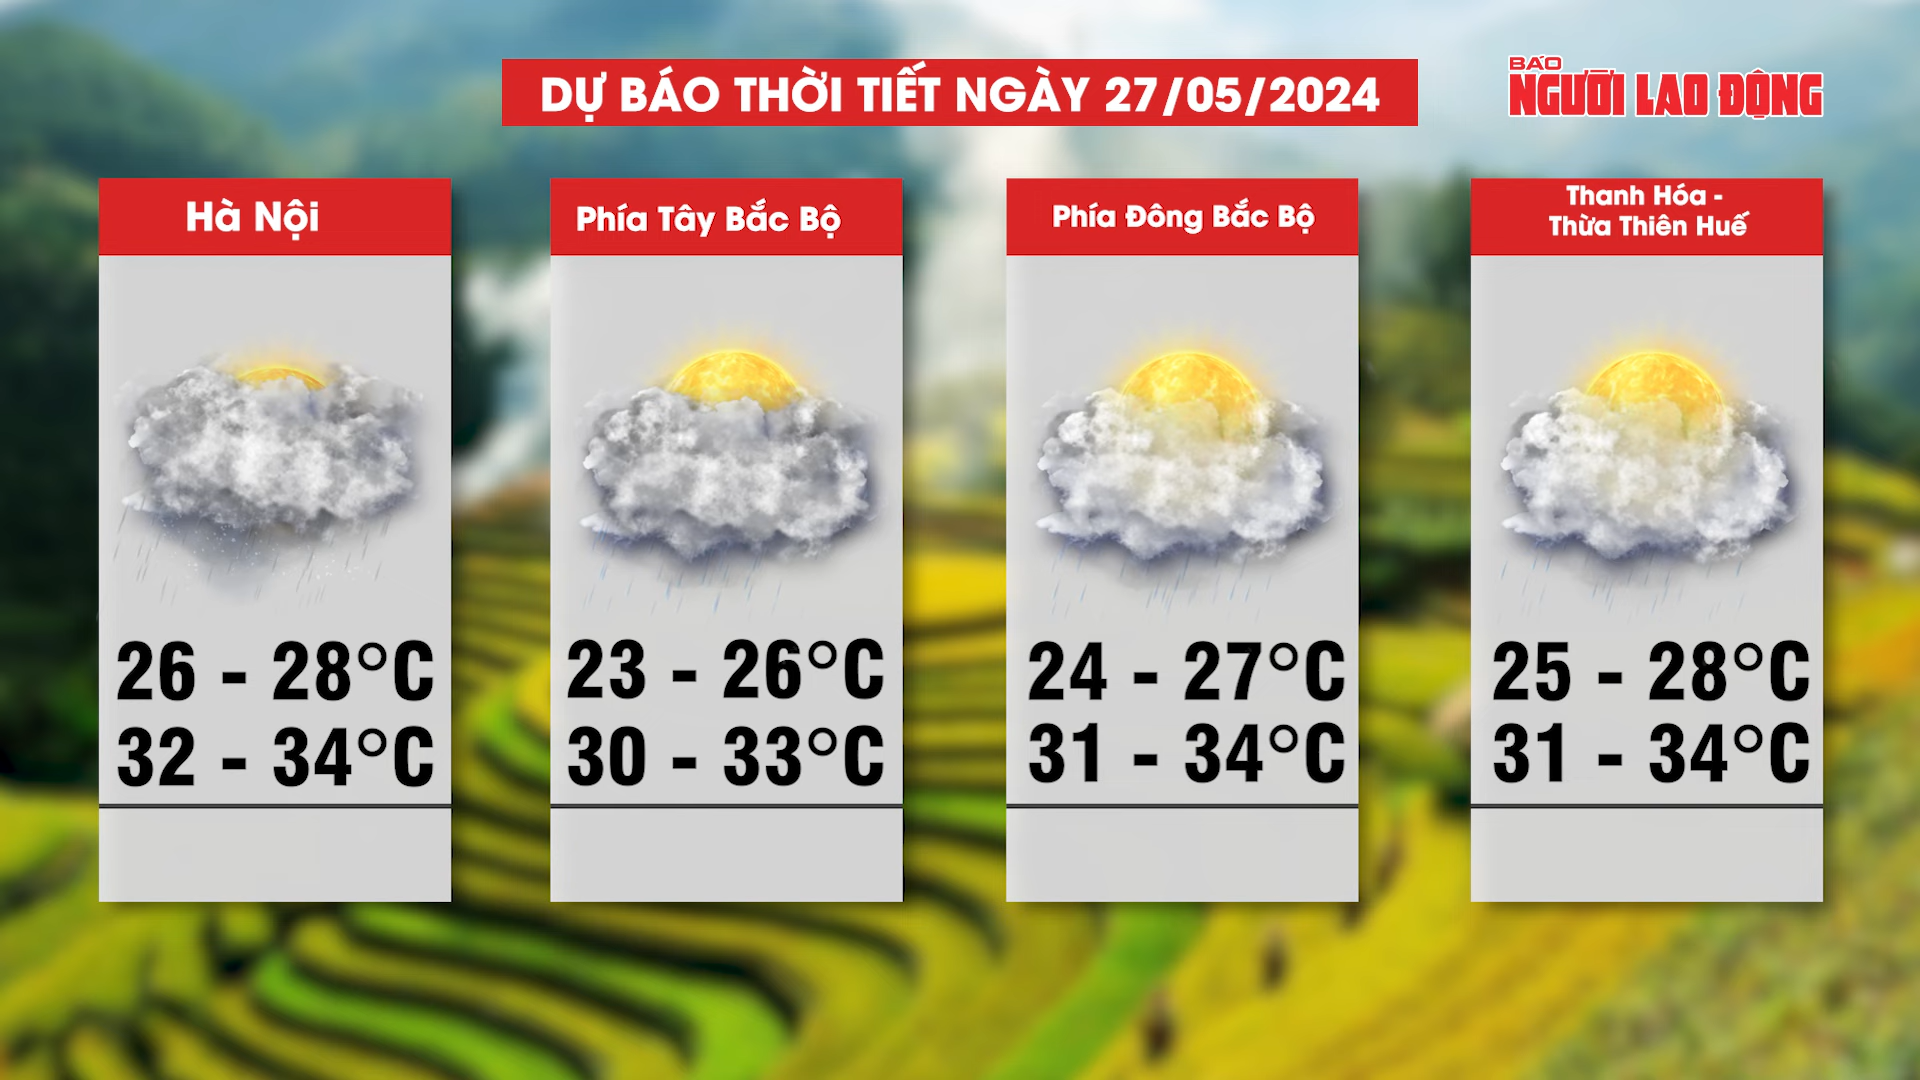 DỰ BÁO THỜI TIẾT NGÀY 27/05/2024
BÁO
NGƯỜI LAO ĐỘNG
Hà Nội
26 - 28°C
32 - 34°C
Phía Tây Bắc Bộ
23 - 26°C
30 - 33°C
Phía Đông Bắc Bộ
24 - 27°C
31 - 34°C
Thanh Hóa -
Thừa Thiên Huế
25 - 28°C
31 - 34°C